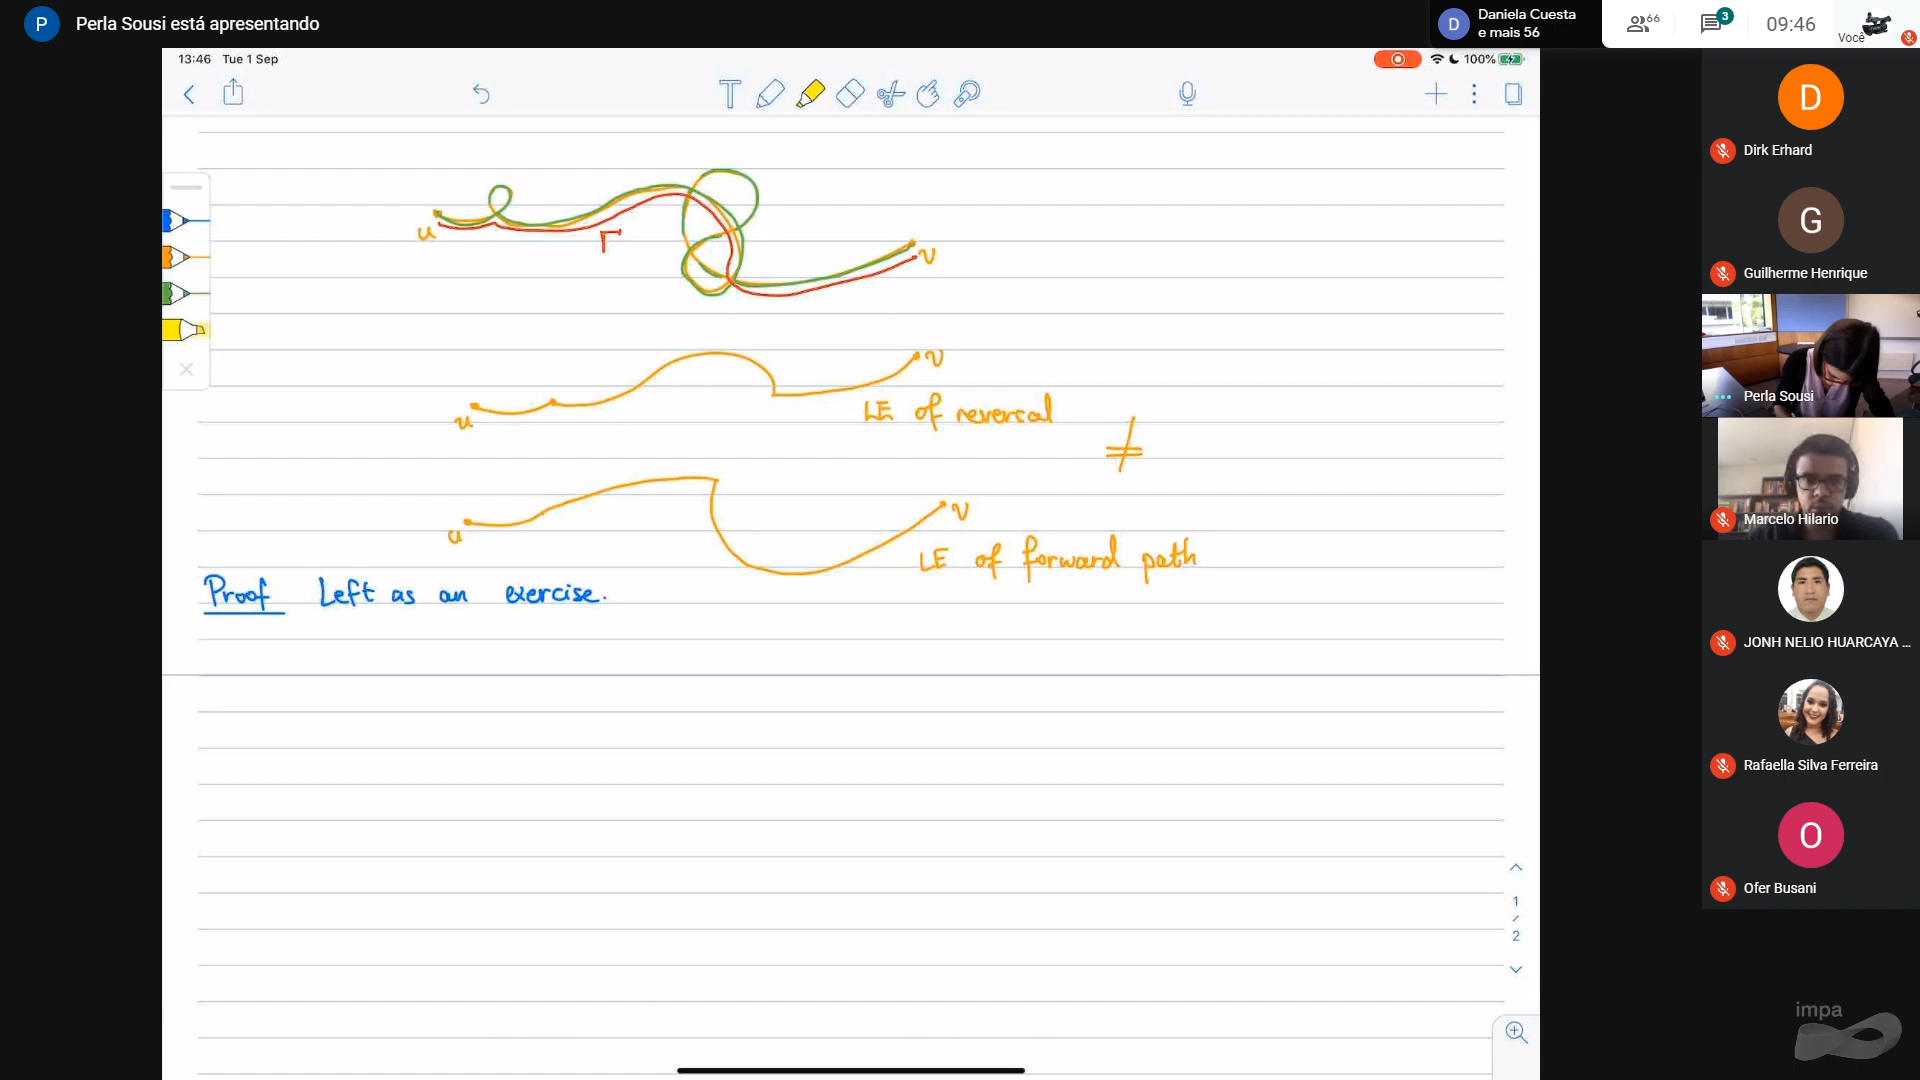 P Perla Sousi está apresentando
D Daniela Cuesta
e mais 56
66
3
09:46
Você
13:46 Tue 1 Sep
100%
T
u
Γ
v
u
v
LE of reversal
≠
u
v
LE of forward path
Proof Left as an exercise.
1
/
2
D
Dirk Erhard
G
Guilherme Henrique
Perla Sousi
Marcelo Hilario
JONH NELIO HUARCAYA ...
Rafaella Silva Ferreira
O
Ofer Busani
impa